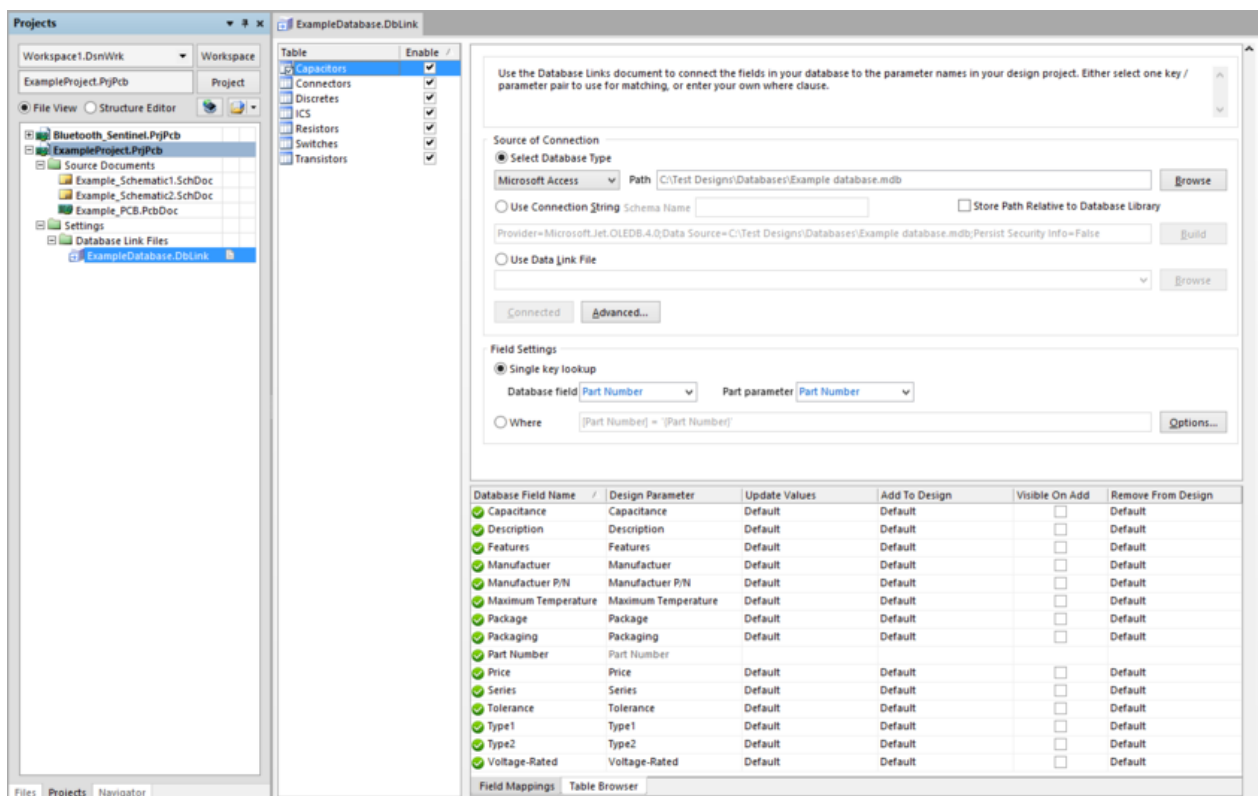 Projects
Workspace1.DsnWrk Workspace
ExampleProject.PrjPcb Project
File View Structure Editor
Bluetooth_Sentinel.PrjPcb
ExampleProject.PrjPcb
Source Documents
Example_Schematic1.SchDoc
Example_Schematic2.SchDoc
Example_PCB.PcbDoc
Settings
Database Link Files
ExampleDatabase.DbLink
Files Projects Navigator
ExampleDatabase.DbLink
Table Enable
Capacitors
Connectors
Discretes
ICS
Resistors
Switches
Transistors
Use the Database Links document to connect the fields in your database to the parameter names in your design project. Either select one key /
parameter pair to use for matching, or enter your own where clause.
Source of Connection
Select Database Type
Microsoft Access Path C:\Test Designs\Databases\Example database.mdb Browse
Use Connection String Schema Name Store Path Relative to Database Library
Provider=Microsoft.Jet.OLEDB.4.0;Data Source=C:\Test Designs\Databases\Example database.mdb;Persist Security Info=False Build
Use Data Link File
Browse
Connected Advanced...
Field Settings
Single key lookup
Database field Part Number Part parameter Part Number
Where [Part Number] = '{Part Number}' Options...
Database Field Name Design Parameter Update Values Add To Design Visible On Add Remove From Design
Capacitance Capacitance Default Default Default
Description Description Default Default Default
Features Features Default Default Default
Manufactuer Manufactuer Default Default Default
Manufactuer P/N Manufactuer P/N Default Default Default
Maximum Temperature Maximum Temperature Default Default Default
Package Package Default Default Default
Packaging Packaging Default Default Default
Part Number Part Number
Price Price Default Default Default
Series Series Default Default Default
Tolerance Tolerance Default Default Default
Type1 Type1 Default Default Default
Type2 Type2 Default Default Default
Voltage-Rated Voltage-Rated Default Default Default
Field Mappings Table Browser